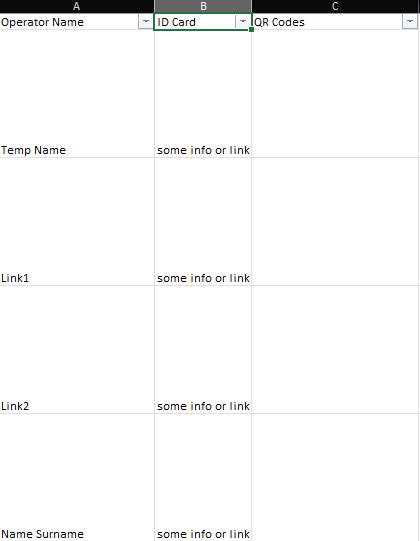 A B C
Operator Name ID Card QR Codes
Temp Name some info or link
Link1 some info or link
Link2 some info or link
Name Surname some info or link